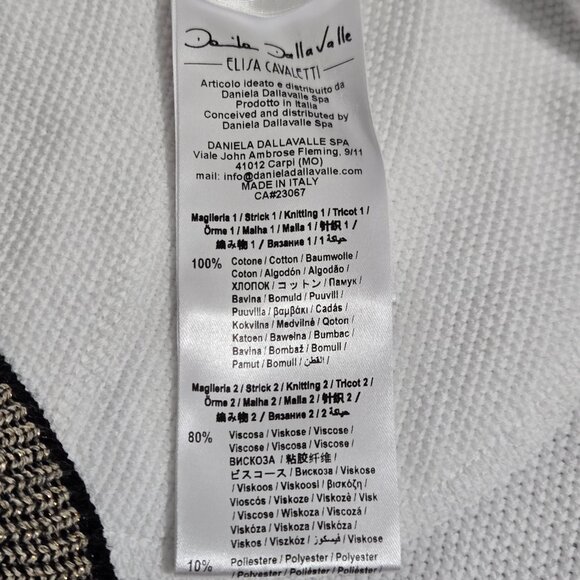 Daniela Dallavalle
ELISA CAVALETTI
Articolo ideato e distribuito da
Daniela Dallavalle Spa
Prodotto in Italia
Conceived and distributed by
Daniela Dallavalle Spa
DANIELA DALLAVALLE SPA
Viale John Ambrose Fleming, 9/11
41012 Carpi (MO)
mail: info@danieladallavalle.com
MADE IN ITALY
CA#23067
Maglieria 1 / Strick 1 / Knitting 1 / Tricot 1 /
Örme 1 / Malha 1 / Malla 1 / 针织 1 /
編み物 1 / Вязание 1 / 1 حياكة /
100% Cotone / Cotton / Baumwolle /
Coton / Algodón / Algodão /
ХЛОПОК / コットン / Памук /
Bavlna / Bomuld / Puuvill /
Puuvilla / βαμβάκι / Cadás /
Kokvilna / Medvilnė / Qoton /
Katoen / Bawełna / Bumbac /
Bavlna / Bombaž / Bomull /
Pamut / Bomull / القطن /
Maglieria 2 / Strick 2 / Knitting 2 / Tricot 2 /
Örme 2 / Malha 2 / Malla 2 / 针织 2 /
編み物 2 / Вязание 2 / 2 حياكة /
80% Viscosa / Viskose / Viscose /
Viscose / Viscosa / Viscose /
ВИСКОЗА / 粘胶纤维 /
ビスコース / Вискоза / Viskose
/ Viskoos / Viskoosi / βισκόζη /
Vioscós / Viskoze / Viskozė / Visk
/ Viscose / Wiskoza / Viscoză /
Viskóza / Viskoza / Viskóza /
Viskos / Viszkóz / فيسكوز / Viskose
10% Poliestere / Polyester / Polyester /